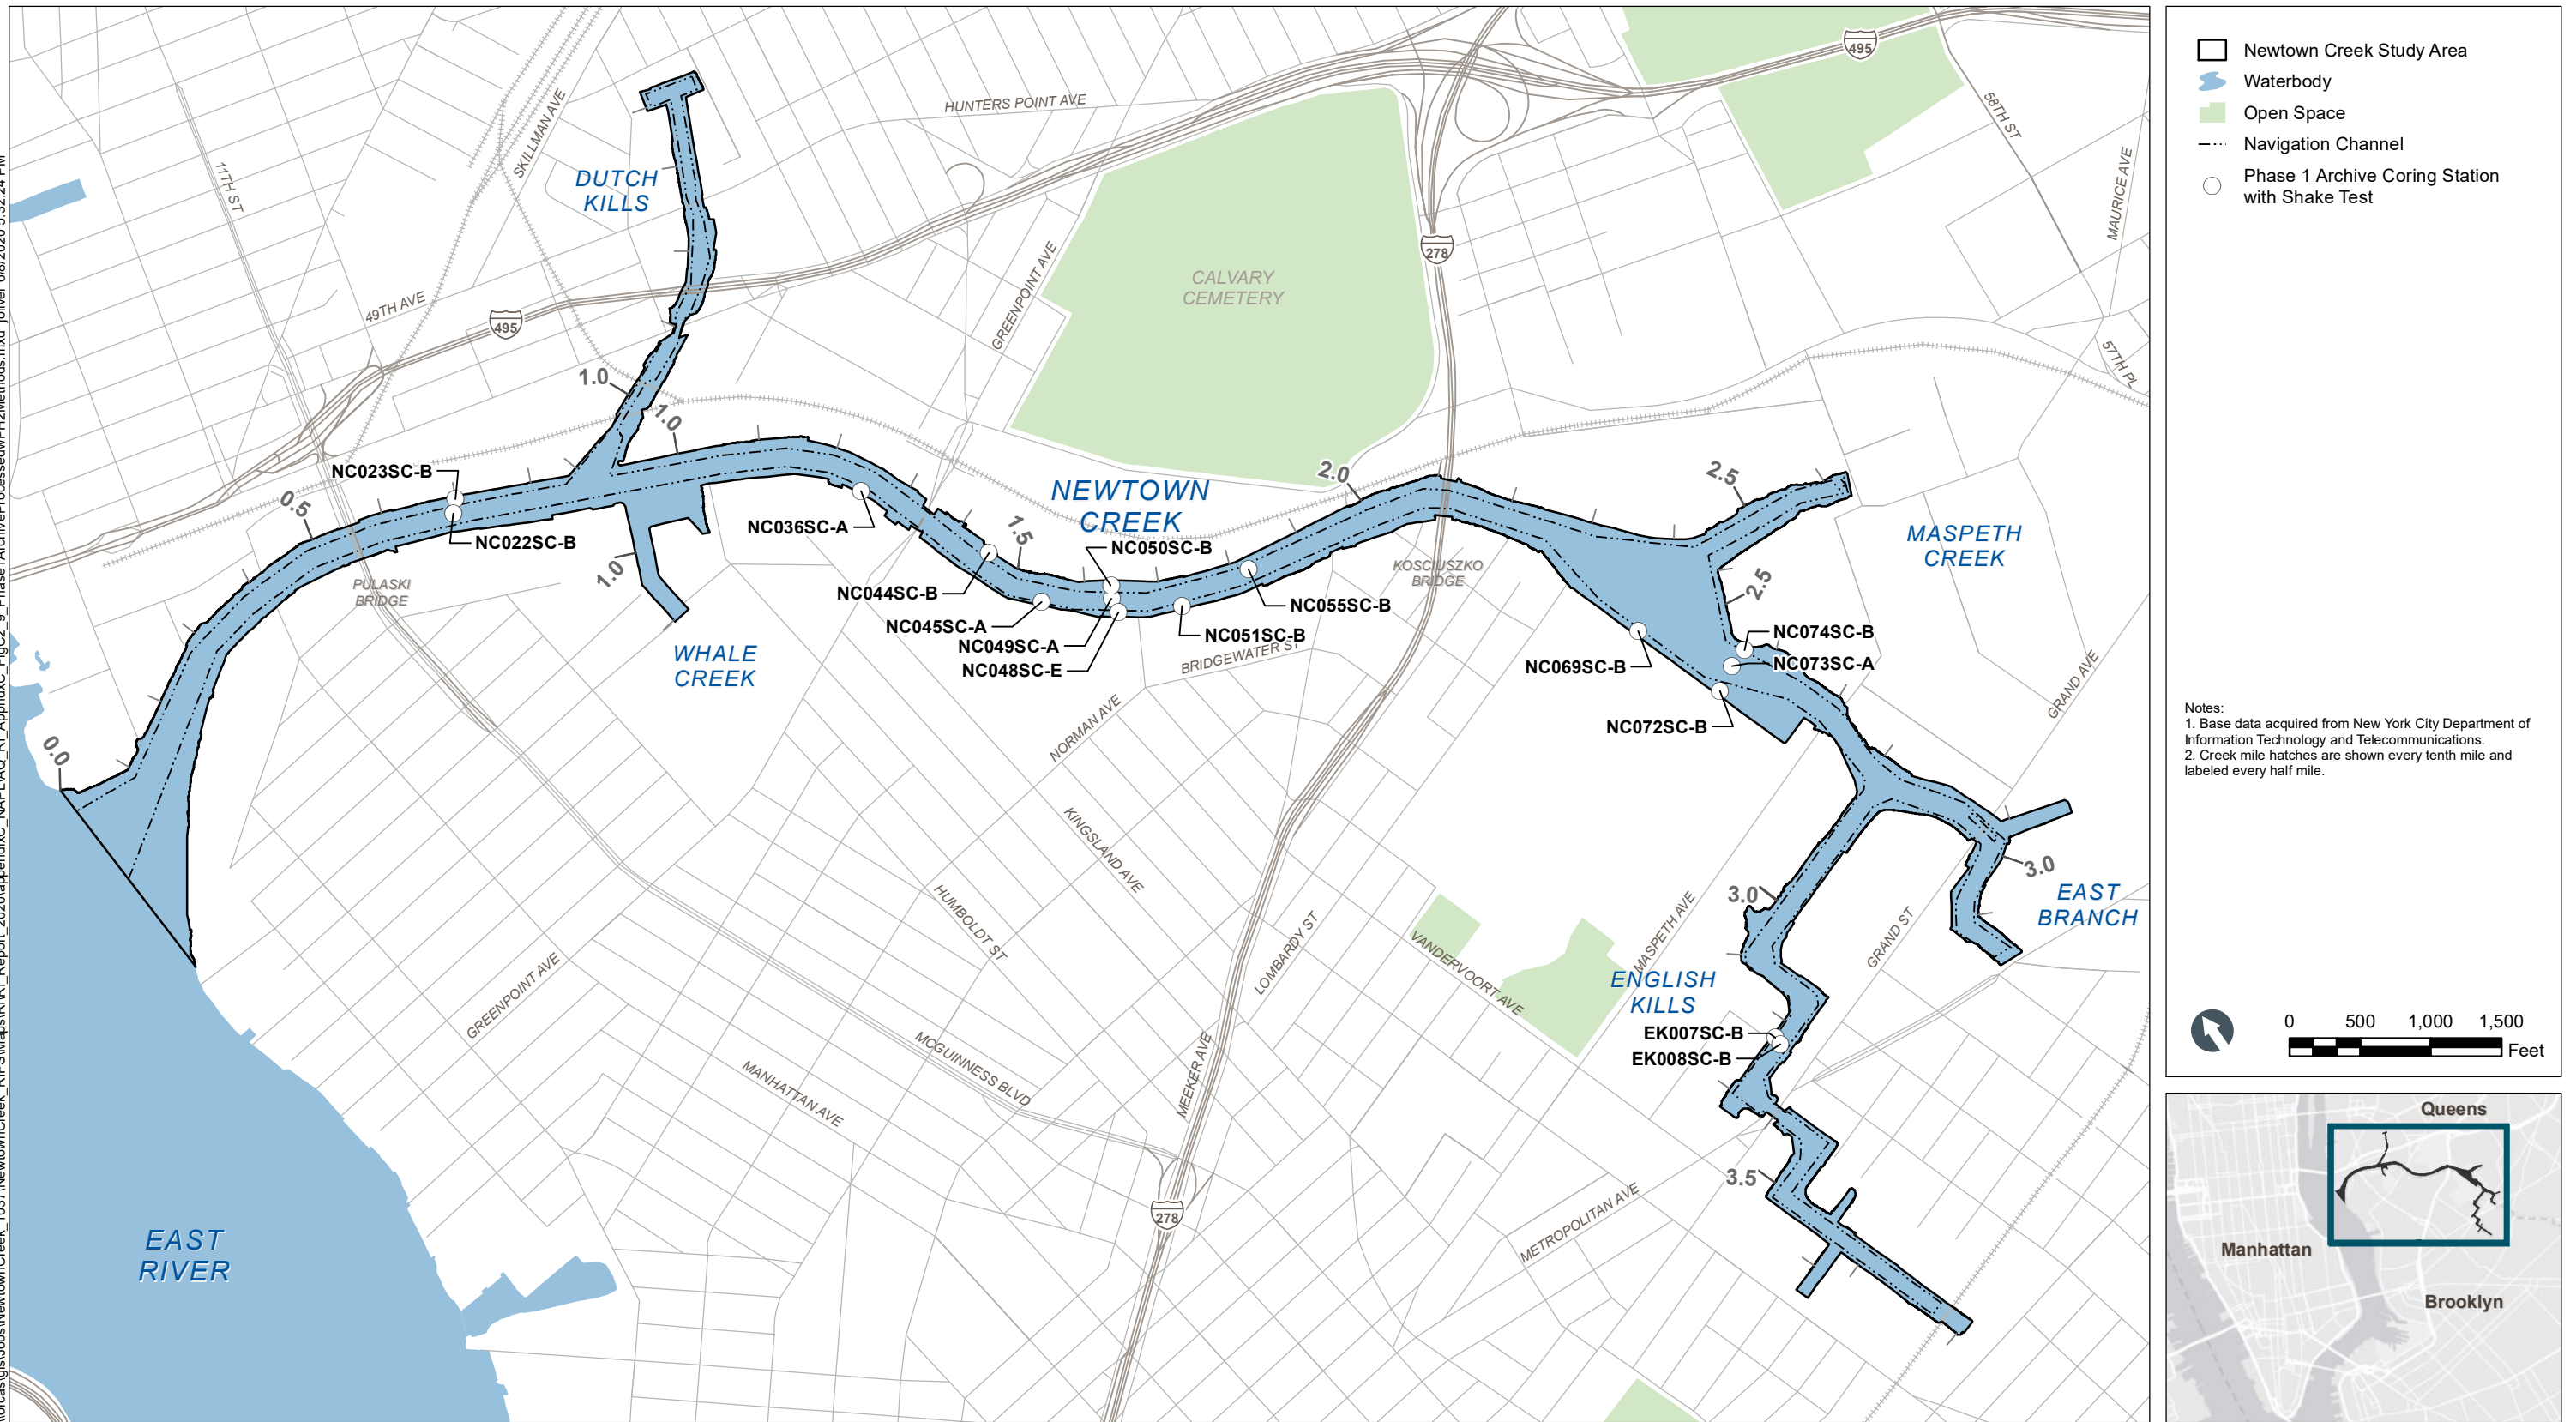 495
HUNTERS POINT AVE
58TH ST
SKILLMAN AVE
11TH ST
MAURICE AVE
DUTCH
KILLS
278
GREENPOINT AVE
CALVARY
CEMETERY
49TH AVE
495
57TH PL
1.0
1.0
NC023SC-B
0.5
2.0
2.5
NEWTOWN
CREEK
NC036SC-A
1.5
NC022SC-B
NC050SC-B
MASPETH
CREEK
1.0
PULASKI
BRIDGE
KOSCIUSZKO
BRIDGE
2.5
NC044SC-B
NC055SC-B
NC045SC-A
NC051SC-B
NC074SC-B
NC049SC-A
NC073SC-A
NC048SC-E
BRIDGEWATER ST
NC069SC-B
WHALE
CREEK
GRAND AVE
NC072SC-B
NORMAN AVE
0.0
KINGSLAND AVE
3.0
3.0
EAST
BRANCH
HUMBOLDT ST
LOMBARDY ST
MASPETH AVE
GRAND ST
VANDERVOORT AVE
ENGLISH
KILLS
GREENPOINT AVE
EK007SC-B
EK008SC-B
MCGUINNESS BLVD
MANHATTAN AVE
MEEKER AVE
3.5
278
METROPOLITAN AVE
EAST
RIVER
Newtown Creek Study Area
Waterbody
Open Space
Navigation Channel
Phase 1 Archive Coring Station
with Shake Test
Notes:
1. Base data acquired from New York City Department of
Information Technology and Telecommunications.
2. Creek mile hatches are shown every tenth mile and
labeled every half mile.
0 500 1,000 1,500
Feet
Queens
Manhattan
Brooklyn